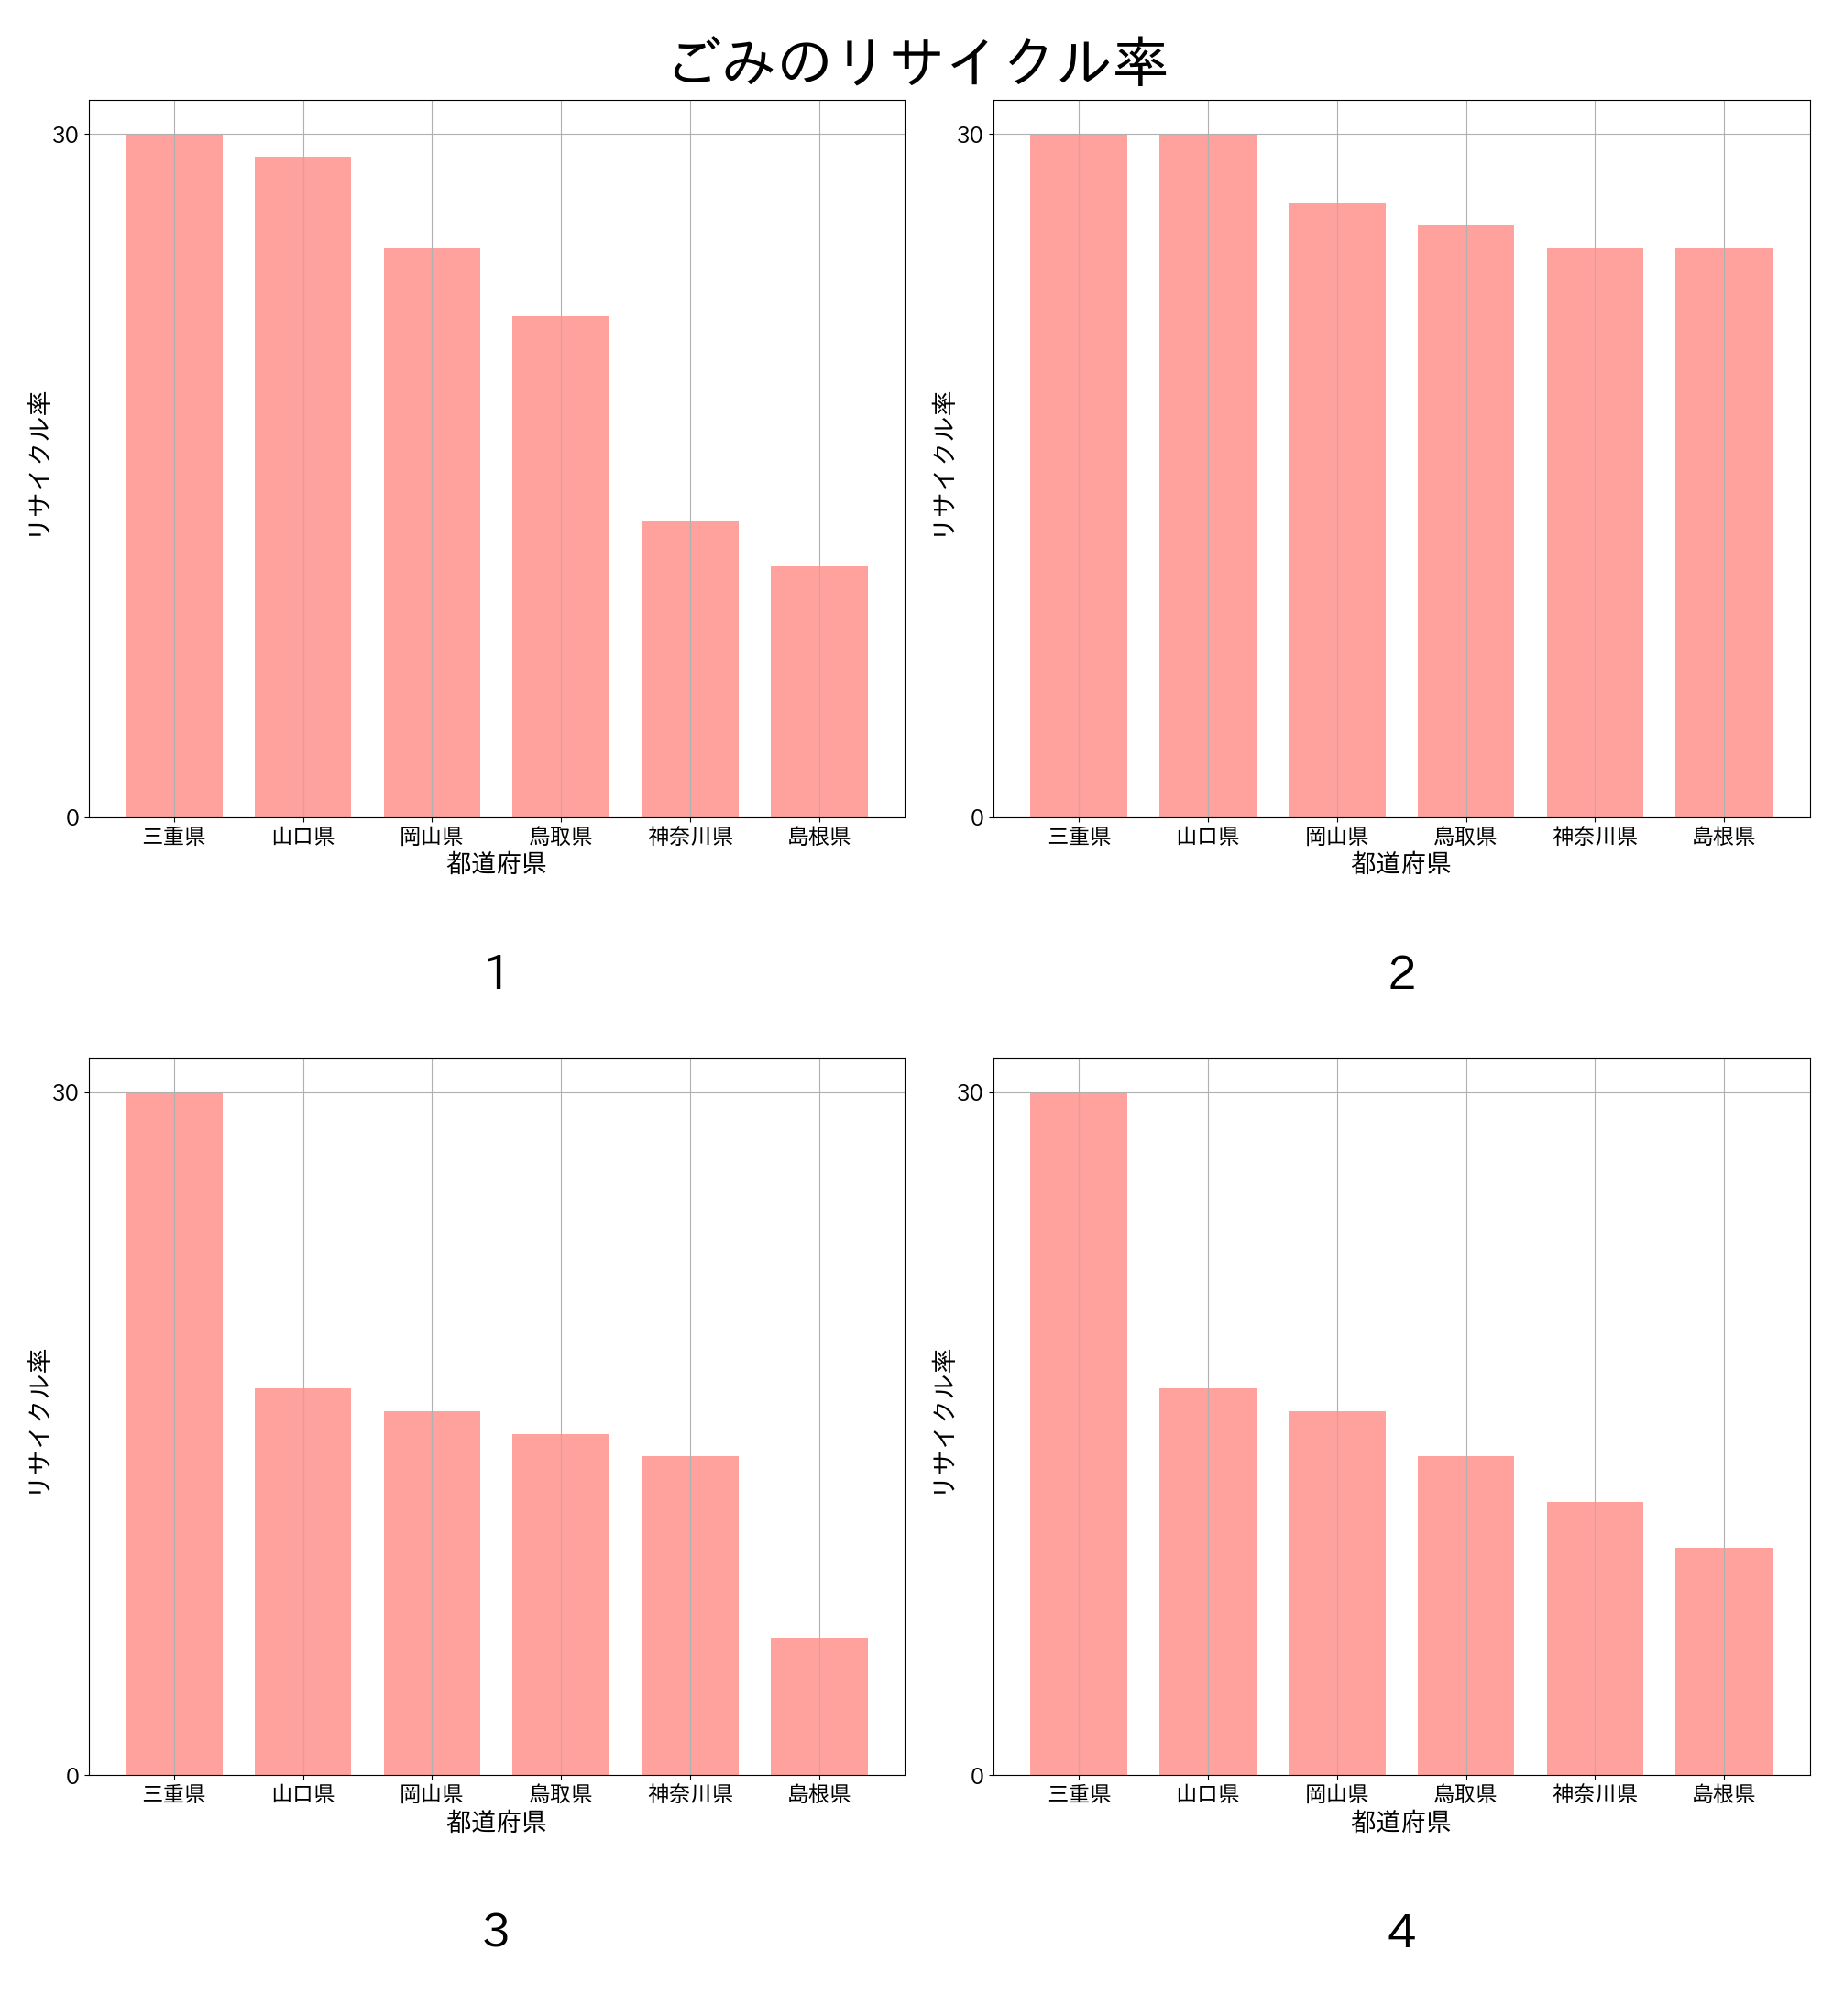 ごみのリサイクル率
30
0
リサイクル率
三重県 山口県 岡山県 鳥取県 神奈川県 島根県
都道府県
1
30
0
リサイクル率
三重県 山口県 岡山県 鳥取県 神奈川県 島根県
都道府県
2
30
0
リサイクル率
三重県 山口県 岡山県 鳥取県 神奈川県 島根県
都道府県
3
30
0
リサイクル率
三重県 山口県 岡山県 鳥取県 神奈川県 島根県
都道府県
4